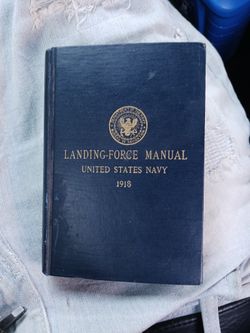 LANDING-FORCE MANUAL
UNITED STATES NAVY
1918